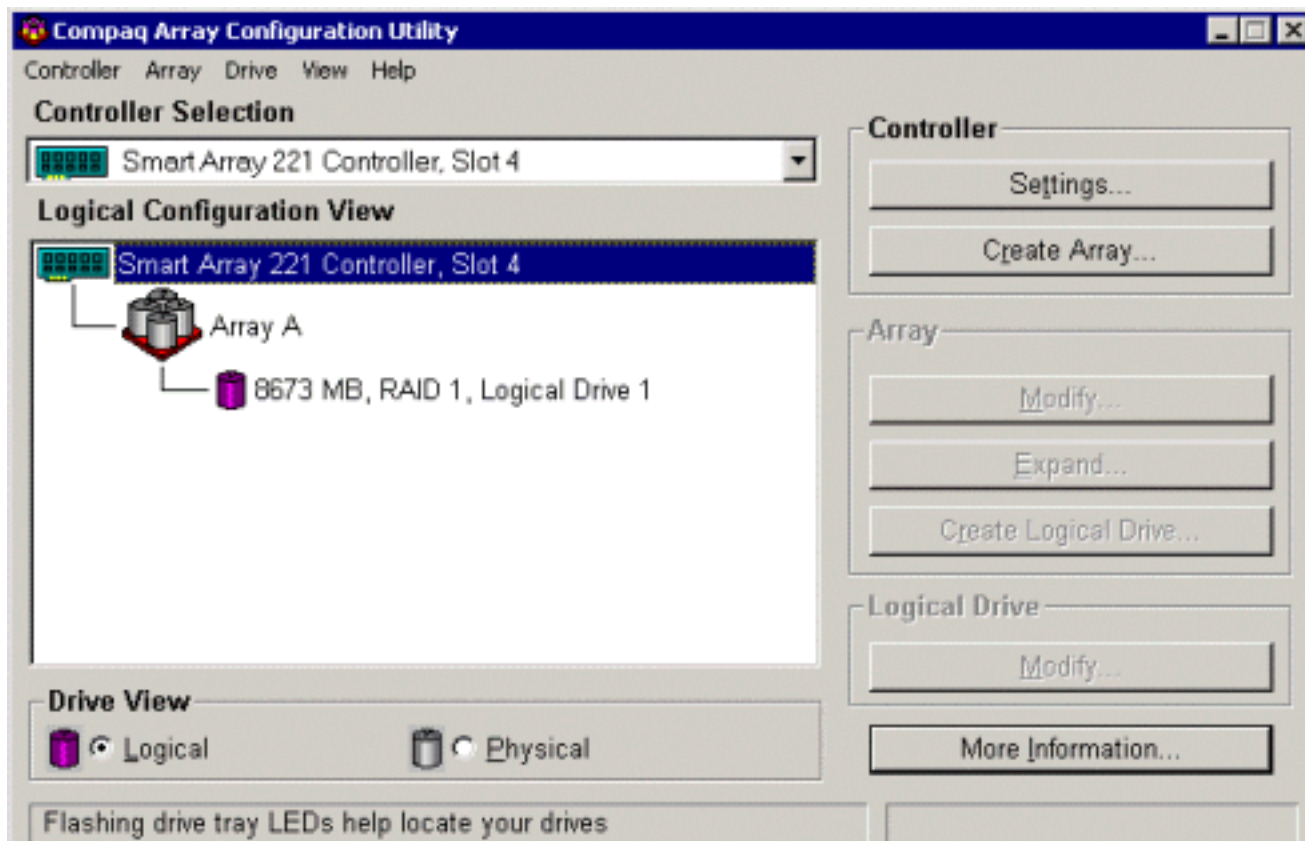 Compaq Array Configuration Utility
Controller Array Drive View Help
Controller Selection
Smart Array 221 Controller, Slot 4
Logical Configuration View
Smart Array 221 Controller, Slot 4
Array A
8673 MB, RAID 1, Logical Drive 1
Drive View
Logical
Physical
Controller
Settings...
Create Array...
Array
Modify...
Expand...
Create Logical Drive...
Logical Drive
Modify...
More Information...
Flashing drive tray LEDs help locate your drives